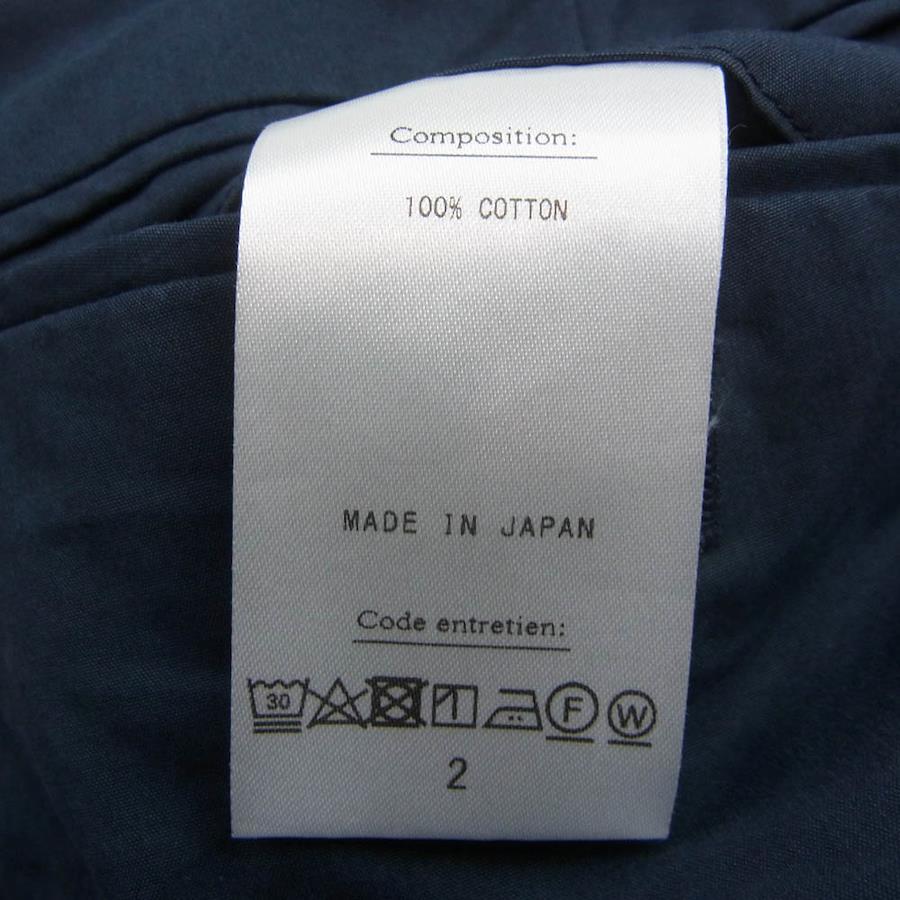 Composition:
100% COTTON
MADE IN JAPAN
Code entretien:
30 F W
2